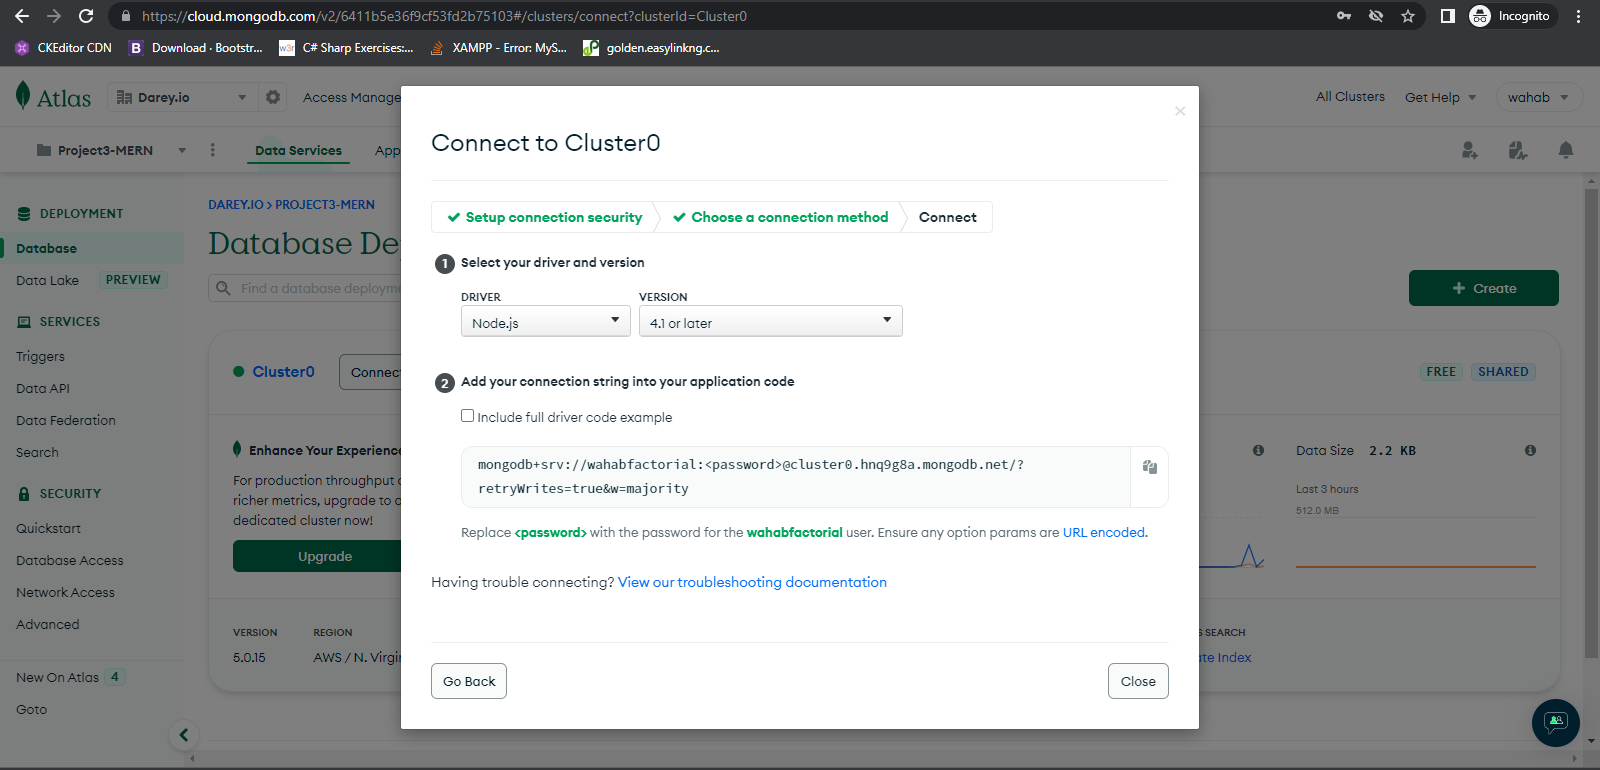 https://cloud.mongodb.com/v2/6411b5e36f9cf53fd2b75103#/clusters/connect?clusterId=Cluster0
Incognito
CKEditor CDN
B Download · Bootstr...
w3r C# Sharp Exercises:...
XAMPP - Error: MyS...
golden.easylinkng.c...
Atlas
Darey.io
Access Manage
All Clusters
Get Help
wahab
Project3-MERN
Data Services
App
DEPLOYMENT
Database
Data Lake PREVIEW
SERVICES
Triggers
Data API
Data Federation
Search
SECURITY
Quickstart
Database Access
Network Access
Advanced
New On Atlas 4
Goto
DAREY.IO > PROJECT3-MERN
Database De
Find a database deployme
+ Create
Cluster0
Connec
FREE SHARED
Enhance Your Experience
For production throughput
richer metrics, upgrade to
dedicated cluster now!
Upgrade
VERSION
5.0.15
REGION
AWS / N. Virgi
Data Size 2.2 KB
Last 3 hours
512.0 MB
S SEARCH
te Index
Connect to Cluster0
Setup connection security
Choose a connection method
Connect
1 Select your driver and version
DRIVER
Node.js
VERSION
4.1 or later
2 Add your connection string into your application code
Include full driver code example
mongodb+srv://wahabfactorial:<password>@cluster0.hnq9g8a.mongodb.net/?
retryWrites=true&w=majority
Replace <password> with the password for the wahabfactorial user. Ensure any option params are URL encoded.
Having trouble connecting? View our troubleshooting documentation
Go Back
Close